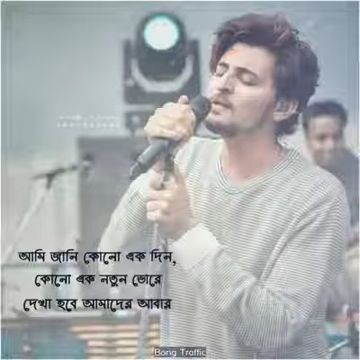 আমি জানি কোনো এক দিন,
কোনো এক নতুন ভোরে
দেখা হবে আমাদের আবার
Bong Traffic